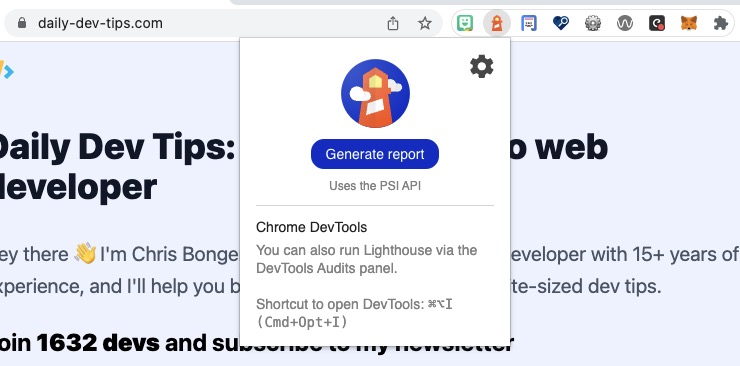 daily-dev-tips.com
Generate report
Uses the PSI API
Daily Dev Tips: o web
developer
Chrome DevTools
You can also run Lighthouse via the
DevTools Audits panel.
Shortcut to open DevTools: ⌘⌥I
(Cmd+Opt+I)
ey there 👋 I'm Chris Bonge eveloper with 15+ years of
xperience, and I'll help you b te-sized dev tips.
oin 1632 devs and subscribe to my newsletter